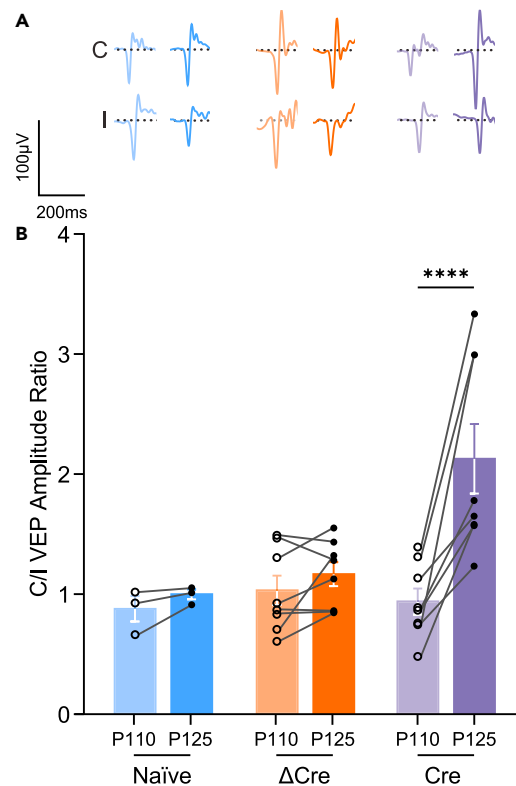 A
C
I
100µV
200ms
B
C/I VEP Amplitude Ratio
4
3
2
1
0
****
P110 P125 P110 P125 P110 P125
Naïve ΔCre Cre